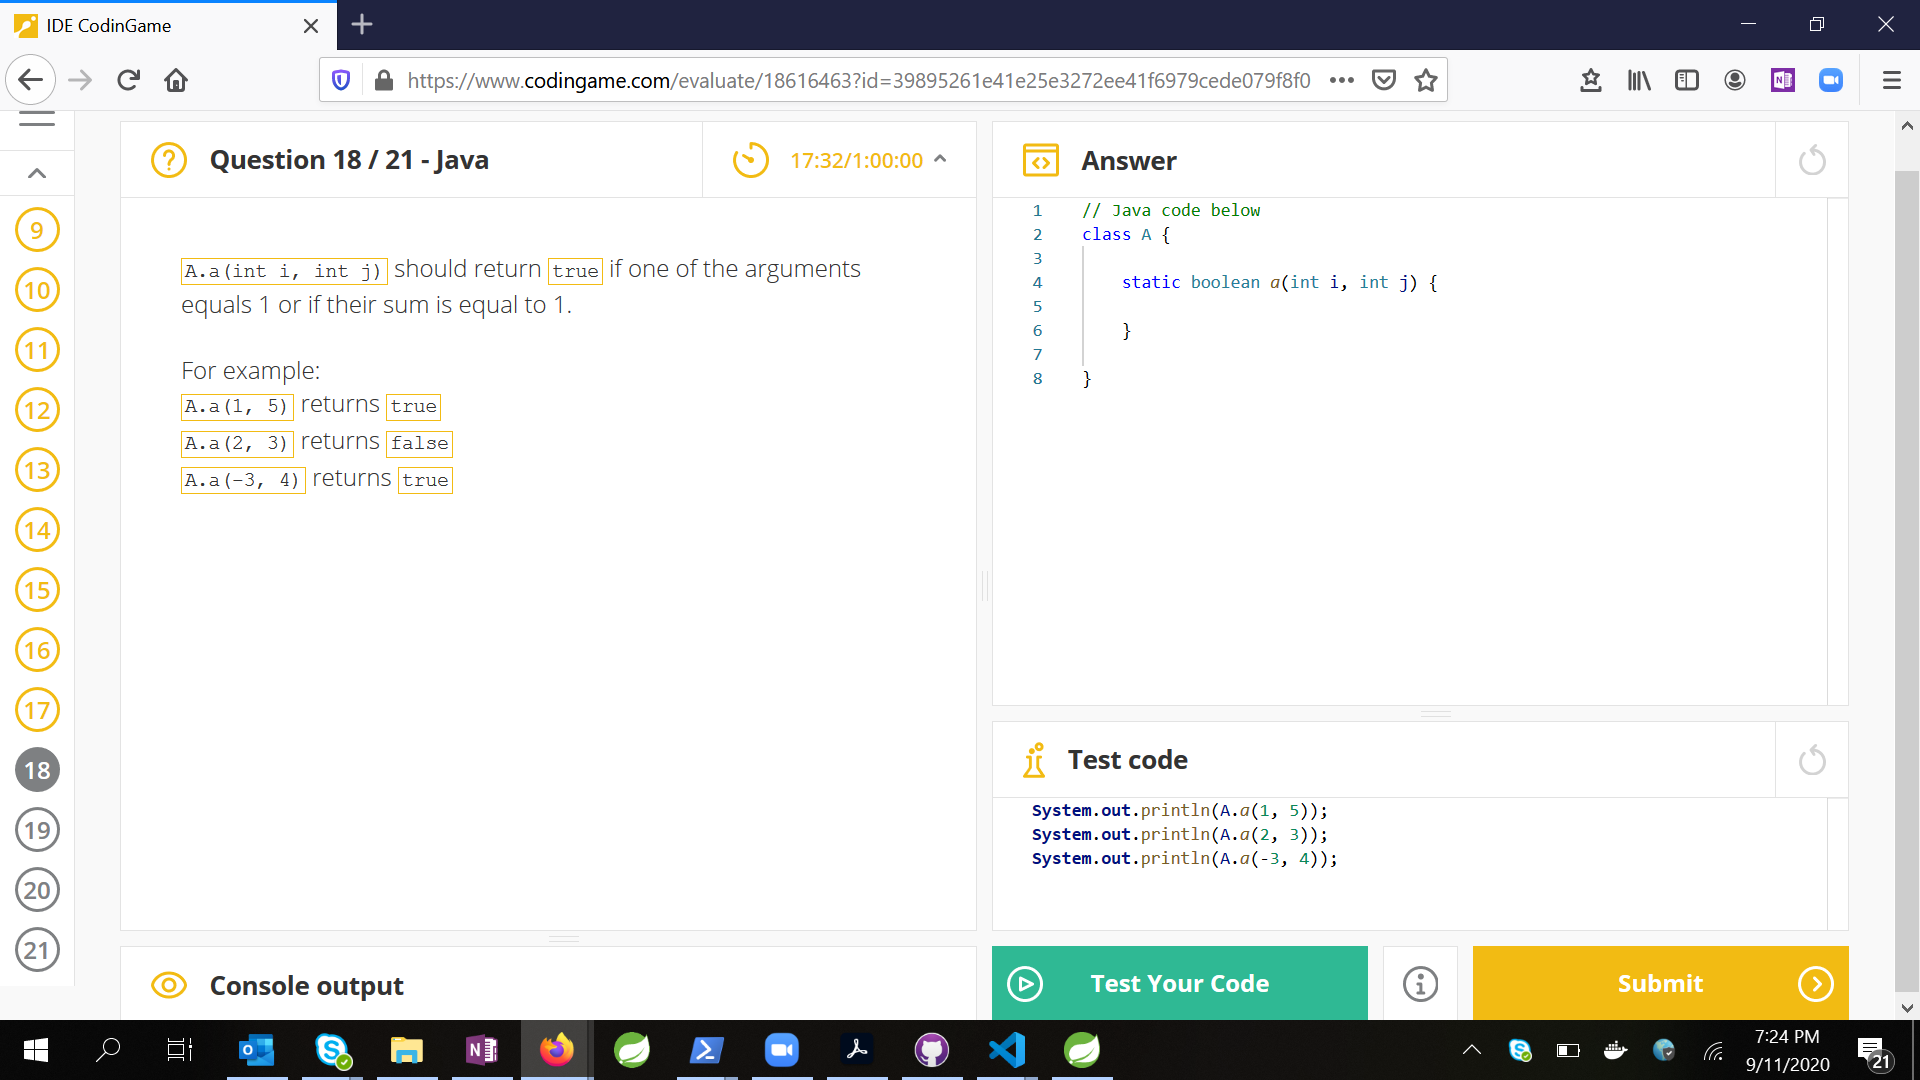 IDE CodinGame
https://www.codingame.com/evaluate/18616463?id=39895261e41e25e3272ee41f6979cede079f8f0
Question 18 / 21 - Java
17:32/1:00:00
9
10
11
12
13
14
15
16
17
18
19
20
21
A.a(int i, int j) should return true if one of the arguments
equals 1 or if their sum is equal to 1.
For example:
A.a(1, 5) returns true
A.a(2, 3) returns false
A.a(-3, 4) returns true
Console output
Answer
1 // Java code below
2 class A {
3
4 static boolean a(int i, int j) {
5
6 }
7
8 }
Test code
System.out.println(A.a(1, 5));
System.out.println(A.a(2, 3));
System.out.println(A.a(-3, 4));
Test Your Code
Submit
7:24 PM
9/11/2020
21